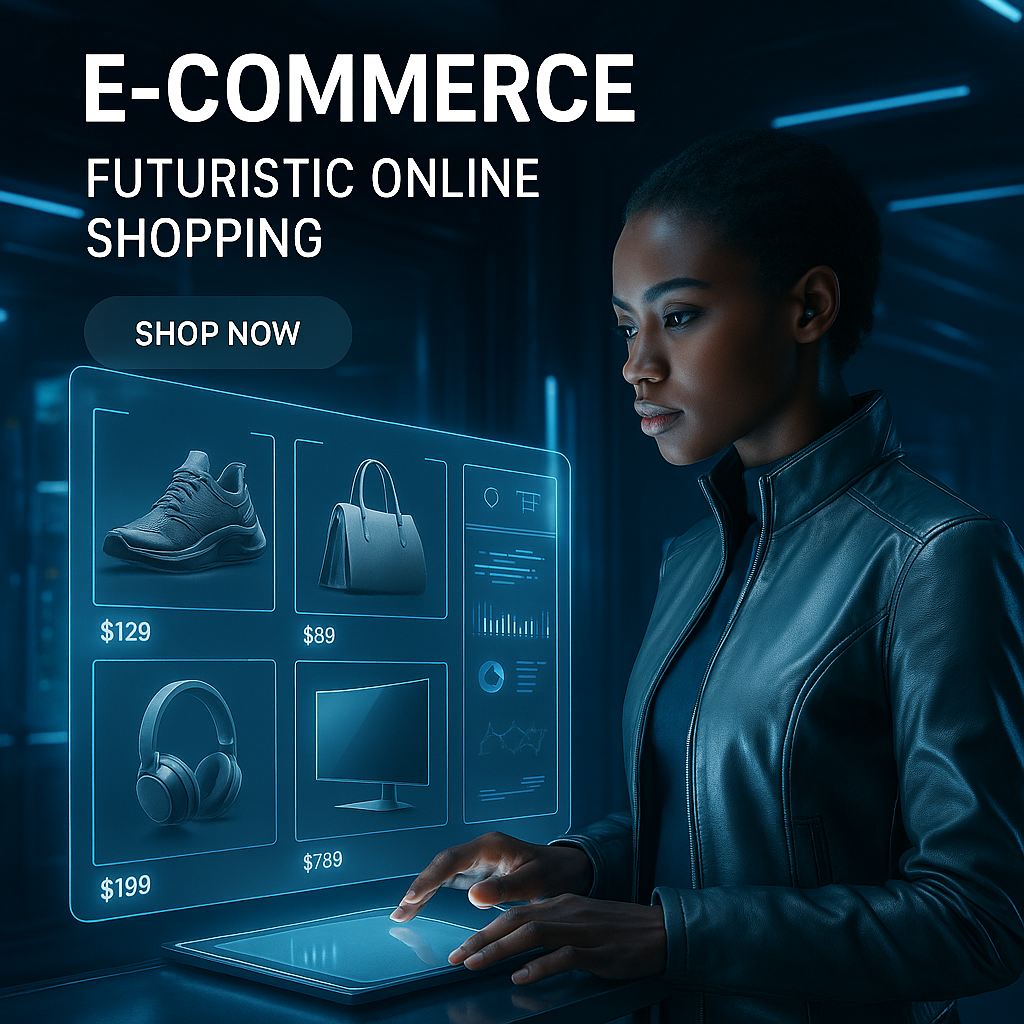 E-COMMERCE
FUTURISTIC ONLINE
SHOPPING
SHOP NOW
$129
$89
$199
$789